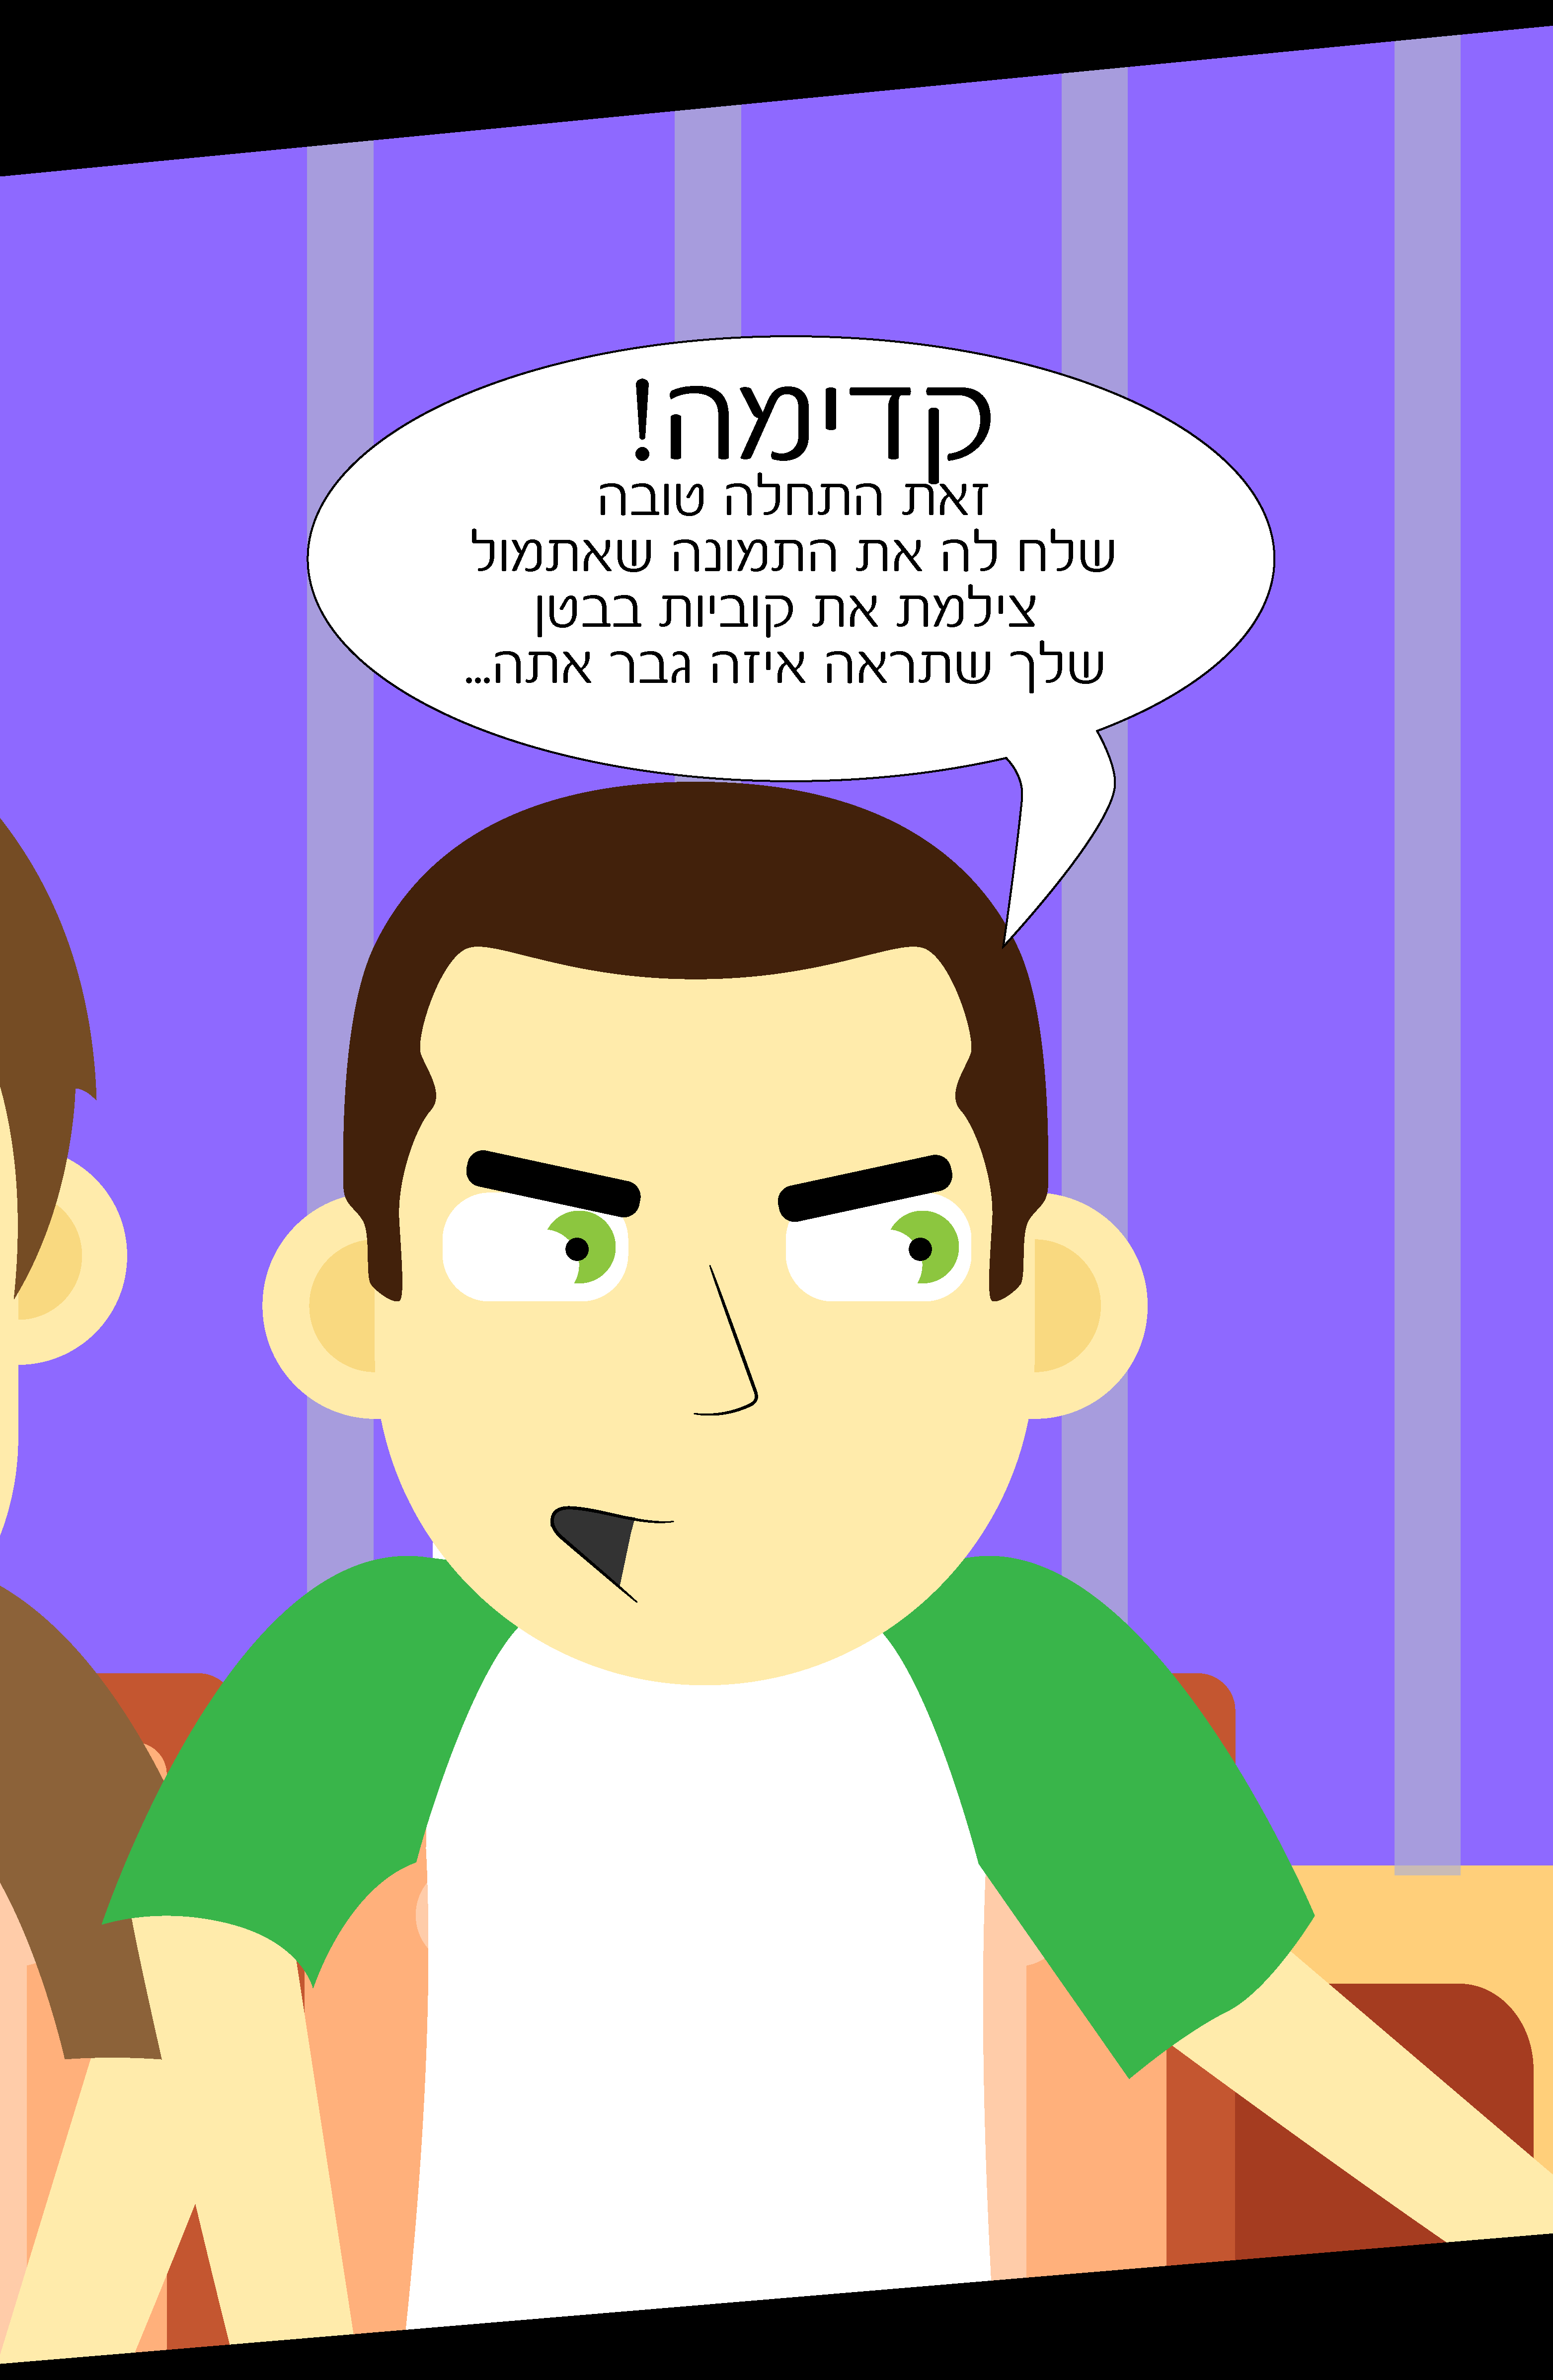 קדימה!
זאת התחלה טובה
שלח לה את התמונה שאתמול
צילמת את קוביות בבטן
שלך שתראה איזה גבר אתה...